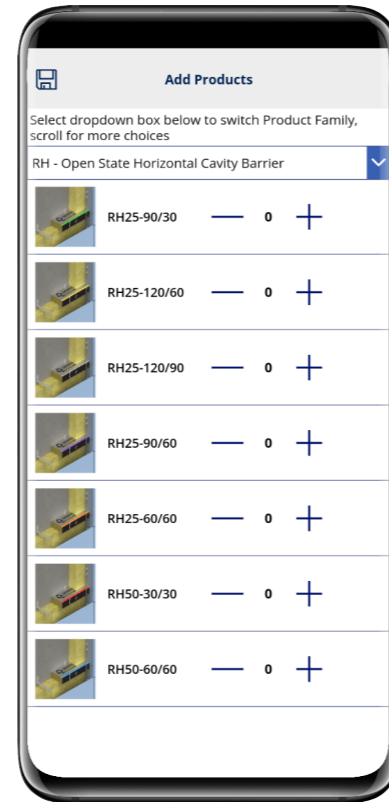 Add Products
Select dropdown box below to switch Product Family,
scroll for more choices
RH - Open State Horizontal Cavity Barrier
RH25-90/30 0
RH25-120/60 0
RH25-120/90 0
RH25-90/60 0
RH25-60/60 0
RH50-30/30 0
RH50-60/60 0